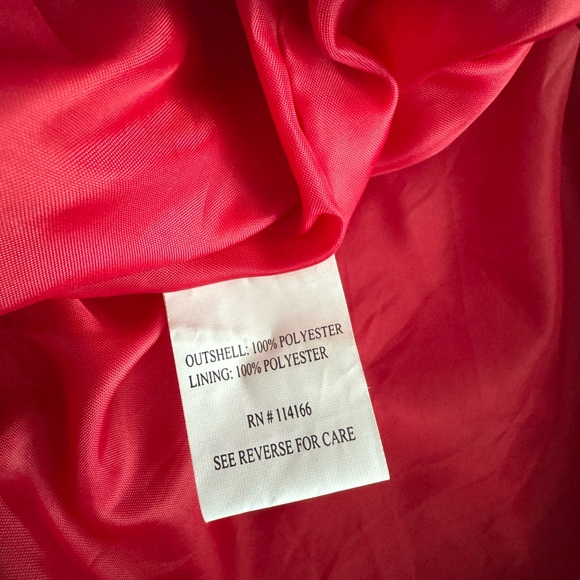 OUTSHELL: 100% POLYESTER
LINING: 100% POLYESTER
RN # 114166
SEE REVERSE FOR CARE